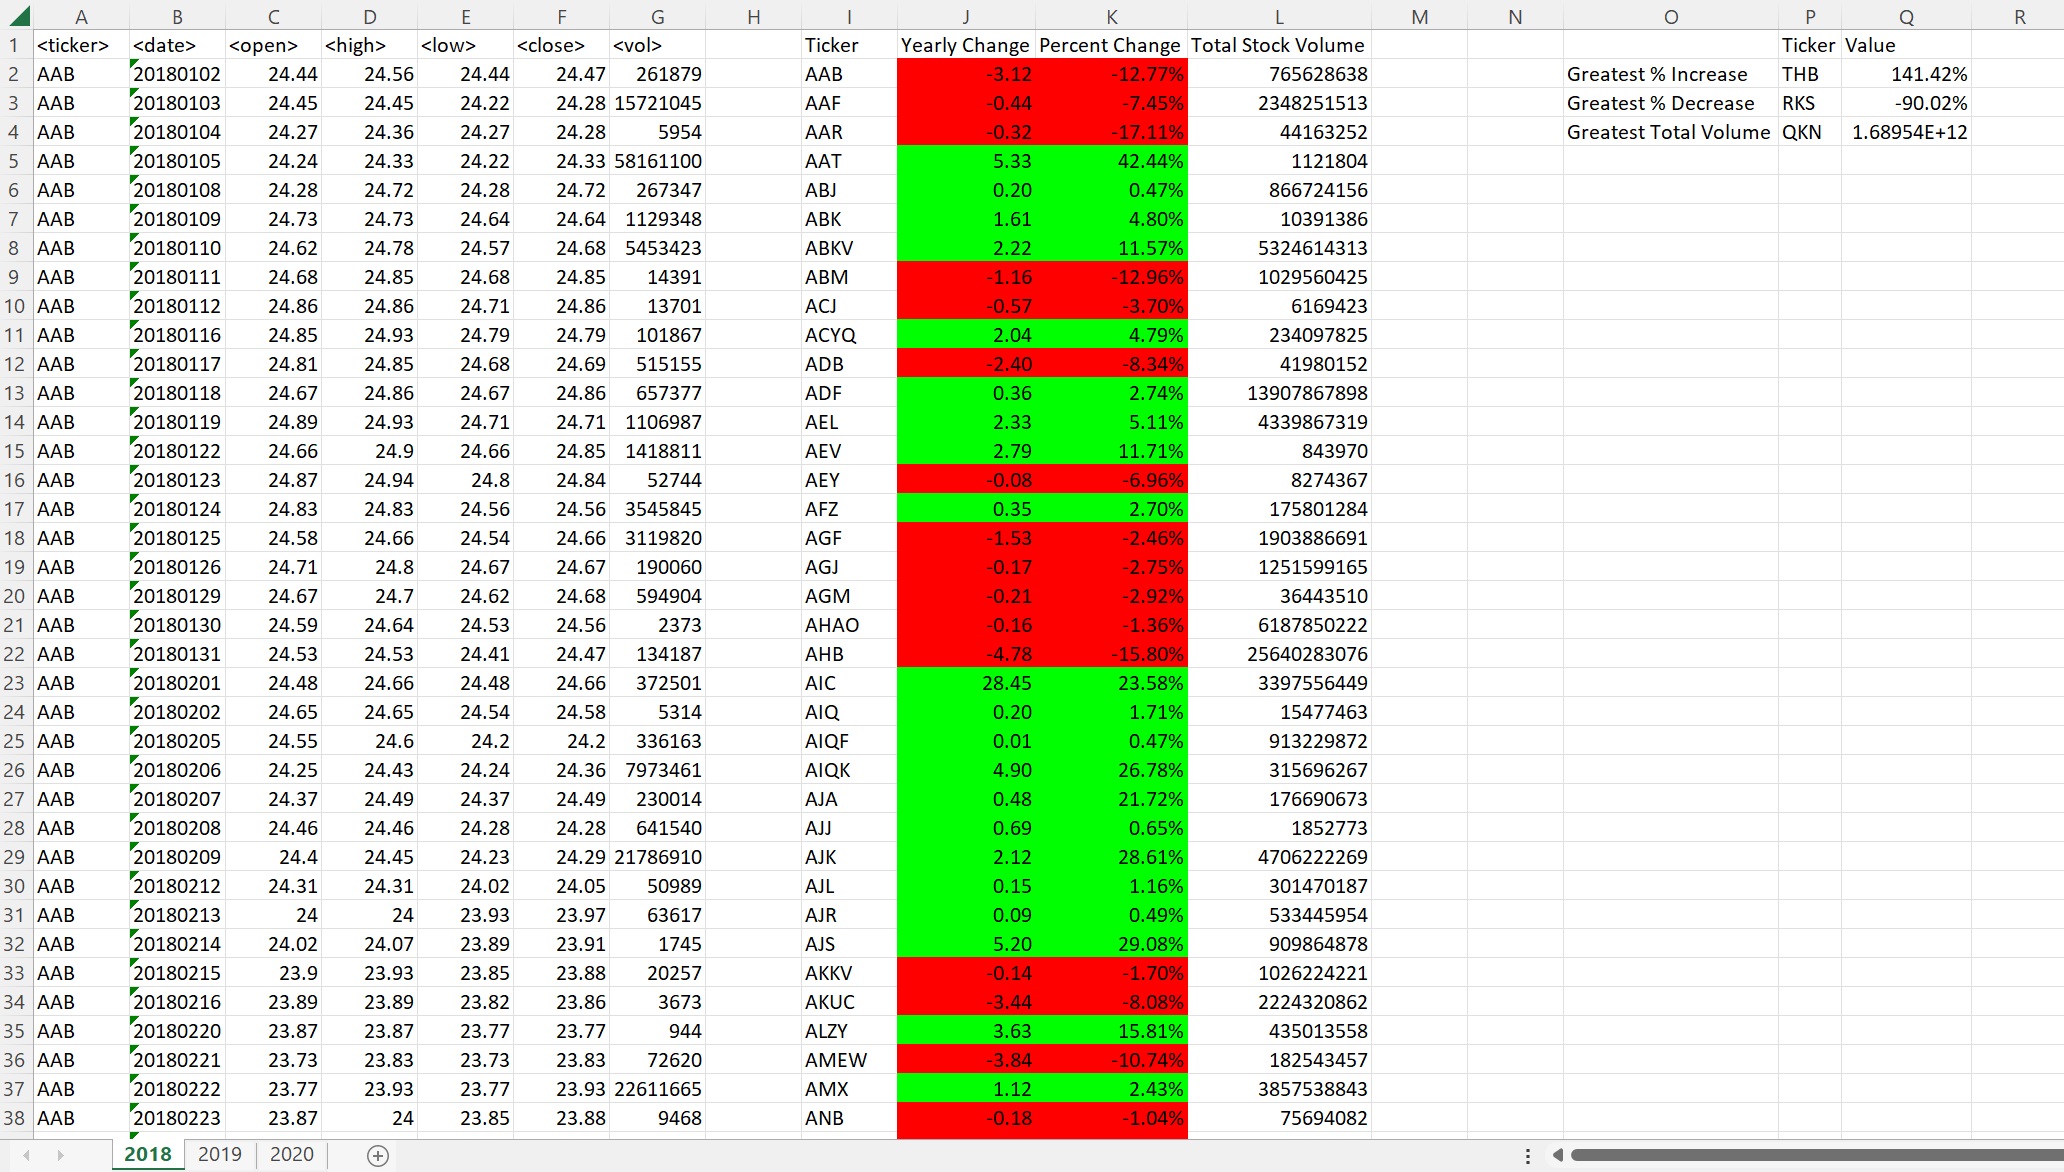 A B C D E F G H I J K L M N O P Q R
1 <ticker> <date> <open> <high> <low> <close> <vol> Ticker Yearly Change Percent Change Total Stock Volume Ticker Value
2 AAB 20180102 24.44 24.56 24.44 24.47 261879 AAB -3.12 -12.77% 765628638 Greatest % Increase THB 141.42%
3 AAB 20180103 24.45 24.45 24.22 24.28 15721045 AAF -0.44 -7.45% 2348251513 Greatest % Decrease RKS -90.02%
4 AAB 20180104 24.27 24.36 24.27 24.28 5954 AAR -0.32 -17.11% 44163252 Greatest Total Volume QKN 1.68954E+12
5 AAB 20180105 24.24 24.33 24.22 24.33 58161100 AAT 5.33 42.44% 1121804
6 AAB 20180108 24.28 24.72 24.28 24.72 267347 ABJ 0.20 0.47% 866724156
7 AAB 20180109 24.73 24.73 24.64 24.64 1129348 ABK 1.61 4.80% 10391386
8 AAB 20180110 24.62 24.78 24.57 24.68 5453423 ABKV 2.22 11.57% 5324614313
9 AAB 20180111 24.68 24.85 24.68 24.85 14391 ABM -1.16 -12.96% 1029560425
10 AAB 20180112 24.86 24.86 24.71 24.86 13701 ACJ -0.57 -3.70% 6169423
11 AAB 20180116 24.85 24.93 24.79 24.79 101867 ACYQ 2.04 4.79% 234097825
12 AAB 20180117 24.81 24.85 24.68 24.69 515155 ADB -2.40 -8.34% 41980152
13 AAB 20180118 24.67 24.86 24.67 24.86 657377 ADF 0.36 2.74% 13907867898
14 AAB 20180119 24.89 24.93 24.71 24.71 1106987 AEL 2.33 5.11% 4339867319
15 AAB 20180122 24.66 24.9 24.66 24.85 1418811 AEV 2.79 11.71% 843970
16 AAB 20180123 24.87 24.94 24.8 24.84 52744 AEY -0.08 -6.96% 8274367
17 AAB 20180124 24.83 24.83 24.56 24.56 3545845 AFZ 0.35 2.70% 175801284
18 AAB 20180125 24.58 24.66 24.54 24.66 3119820 AGF -1.53 -2.46% 1903886691
19 AAB 20180126 24.71 24.8 24.67 24.67 190060 AGJ -0.17 -2.75% 1251599165
20 AAB 20180129 24.67 24.7 24.62 24.68 594904 AGM -0.21 -2.92% 36443510
21 AAB 20180130 24.59 24.64 24.53 24.56 2373 AHAO -0.16 -1.36% 6187850222
22 AAB 20180131 24.53 24.53 24.41 24.47 134187 AHB -4.78 -15.80% 25640283076
23 AAB 20180201 24.48 24.66 24.48 24.66 372501 AIC 28.45 23.58% 3397556449
24 AAB 20180202 24.65 24.65 24.54 24.58 5314 AIQ 0.20 1.71% 15477463
25 AAB 20180205 24.55 24.6 24.2 24.2 336163 AIQF 0.01 0.47% 913229872
26 AAB 20180206 24.25 24.43 24.24 24.36 7973461 AIQK 4.90 26.78% 315696267
27 AAB 20180207 24.37 24.49 24.37 24.49 230014 AJA 0.48 21.72% 176690673
28 AAB 20180208 24.46 24.46 24.28 24.28 641540 AJJ 0.69 0.65% 1852773
29 AAB 20180209 24.4 24.45 24.23 24.29 21786910 AJK 2.12 28.61% 4706222269
30 AAB 20180212 24.31 24.31 24.02 24.05 50989 AJL 0.15 1.16% 301470187
31 AAB 20180213 24 24 23.93 23.97 63617 AJR 0.09 0.49% 533445954
32 AAB 20180214 24.02 24.07 23.89 23.91 1745 AJS 5.20 29.08% 909864878
33 AAB 20180215 23.9 23.93 23.85 23.88 20257 AKKV -0.14 -1.70% 1026224221
34 AAB 20180216 23.89 23.89 23.82 23.86 3673 AKUC -3.44 -8.08% 2224320862
35 AAB 20180220 23.87 23.87 23.77 23.77 944 ALZY 3.63 15.81% 435013558
36 AAB 20180221 23.73 23.83 23.73 23.83 72620 AMEW -3.84 -10.74% 182543457
37 AAB 20180222 23.77 23.93 23.77 23.93 22611665 AMX 1.12 2.43% 3857538843
38 AAB 20180223 23.87 24 23.85 23.88 9468 ANB -0.18 -1.04% 75694082
2018 2019 2020